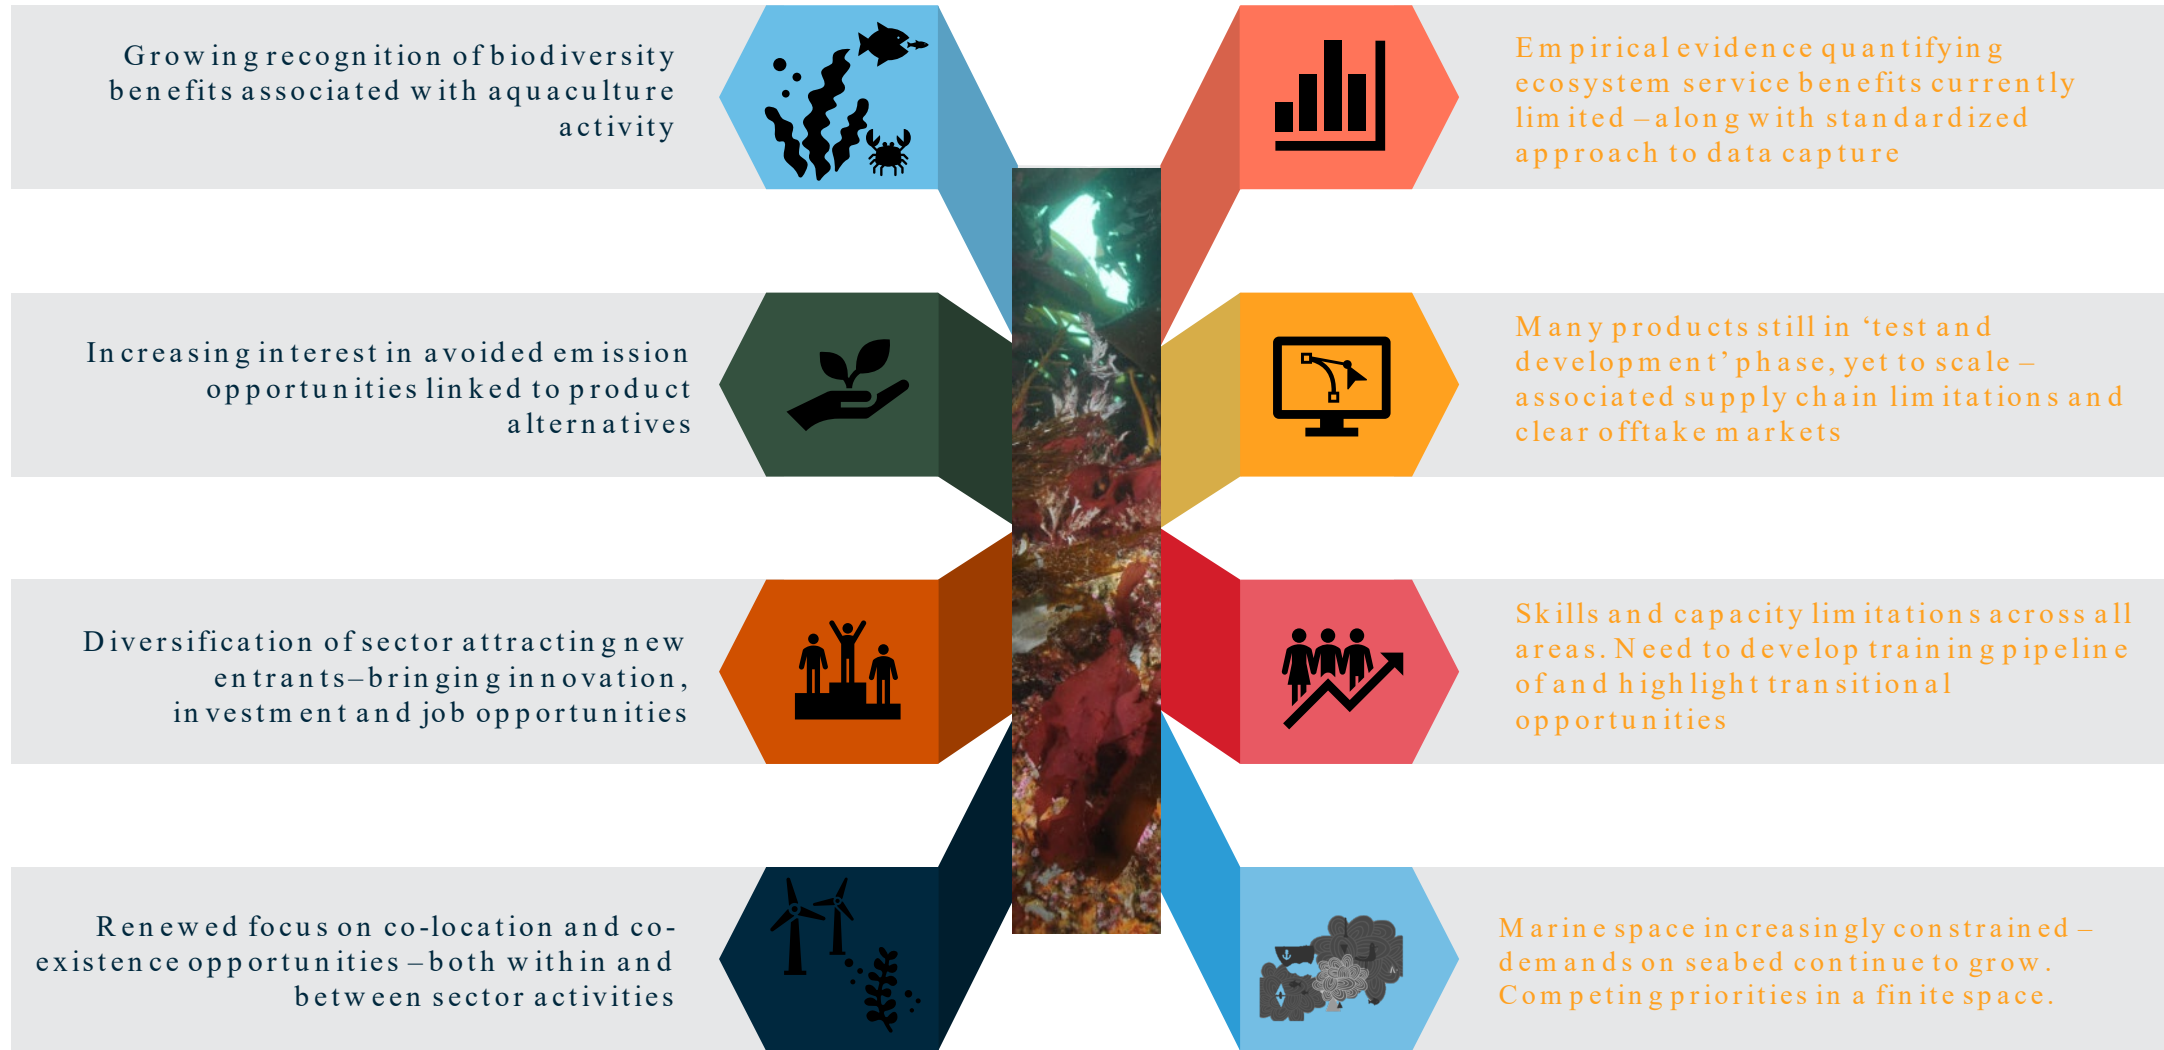 Growing recognition of biodiversity
benefits associated with aquaculture
activity
Increasing interest in avoided emission
opportunities linked to product
alternatives
Diversification of sector attracting new
entrants–bringing innovation,
investment and job opportunities
Renewed focus on co-location and co-
existence opportunities –both within and
between sector activities
Empirical evidence quantifying
ecosystem service benefits currently
limited –along with standardized
approach to data capture
Many products still in ‘test and
development’ phase, yet to scale –
associated supply chain limitations and
clear offtake markets
Skills and capacity limitations across all
areas. Need to develop training pipeline
of and highlight transitional
opportunities
Marine space increasingly constrained –
demands on seabed continue to grow.
Competing priorities in a finite space.